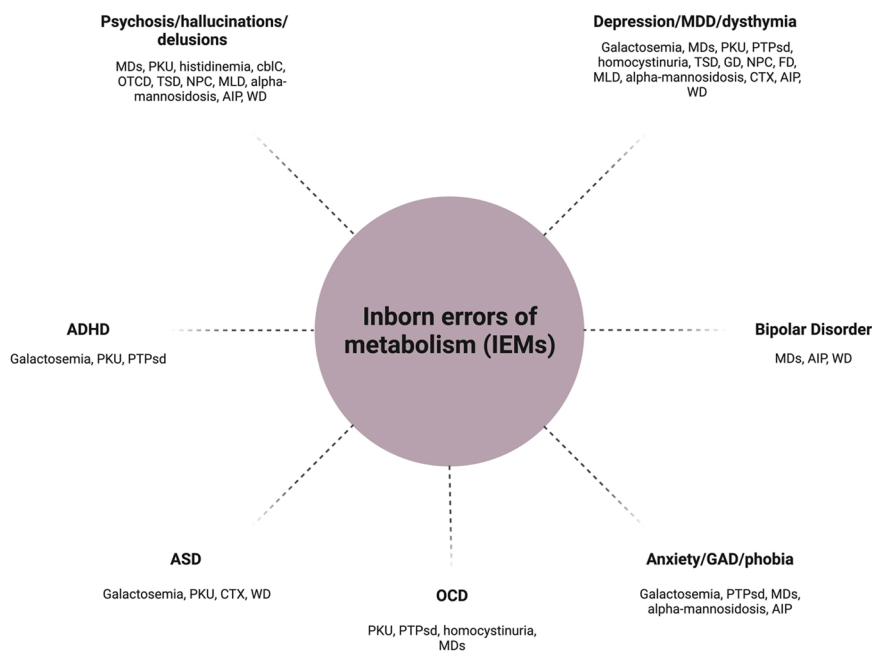 Psychosis/hallucinations/
delusions
MDs, PKU, histidinemia, cblC,
OTCD, TSD, NPC, MLD, alpha-
mannosidosis, AIP, WD
Depression/MDD/dysthymia
Galactosemia, MDs, PKU, PTPsd,
homocystinuria, TSD, GD, NPC, FD,
MLD, alpha-mannosidosis, CTX, AIP,
WD
ADHD
Galactosemia, PKU, PTPsd
Inborn errors of
metabolism (IEMs)
Bipolar Disorder
MDs, AIP, WD
ASD
Galactosemia, PKU, CTX, WD
OCD
PKU, PTPsd, homocystinuria,
MDs
Anxiety/GAD/phobia
Galactosemia, PTPsd, MDs,
alpha-mannosidosis, AIP